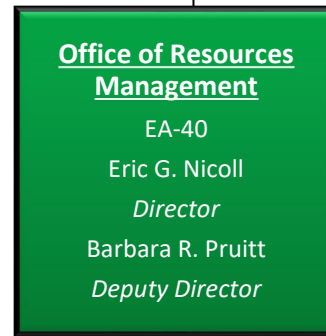 Office of Resources
Management
EA-40
Eric G. Nicoll
Director
Barbara R. Pruitt
Deputy Director